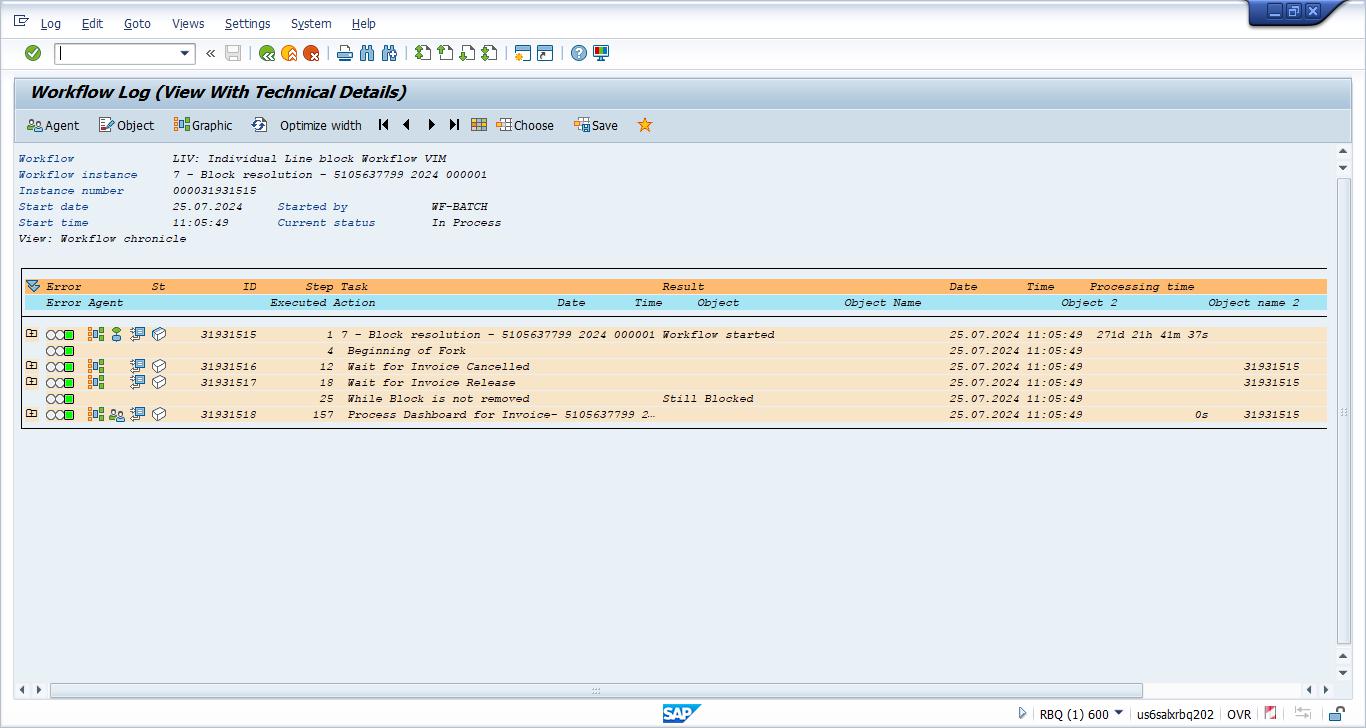 Log Edit Goto Views Settings System Help
«
Workflow Log (View With Technical Details)
Agent Object Graphic Optimize width Choose Save
Workflow LIV: Individual Line block Workflow VIM
Workflow instance 7 - Block resolution - 5105637799 2024 000001
Instance number 000031931515
Start date 25.07.2024 Started by WF-BATCH
Start time 11:05:49 Current status In Process
View: Workflow chronicle
Error St ID Step Task Result Date Time Processing time
Error Agent Executed Action Date Time Object Object Name Object 2 Object name 2
31931515 1 7 - Block resolution - 5105637799 2024 000001 Workflow started 25.07.2024 11:05:49 271d 21h 41m 37s
4 Beginning of Fork 25.07.2024 11:05:49
31931516 12 Wait for Invoice Cancelled 25.07.2024 11:05:49 31931515
31931517 18 Wait for Invoice Release 25.07.2024 11:05:49 31931515
25 While Block is not removed Still Blocked 25.07.2024 11:05:49
31931518 157 Process Dashboard for Invoice- 5105637799 2… 25.07.2024 11:05:49 0s 31931515
SAP RBQ (1) 600 us6salxrbq202 OVR